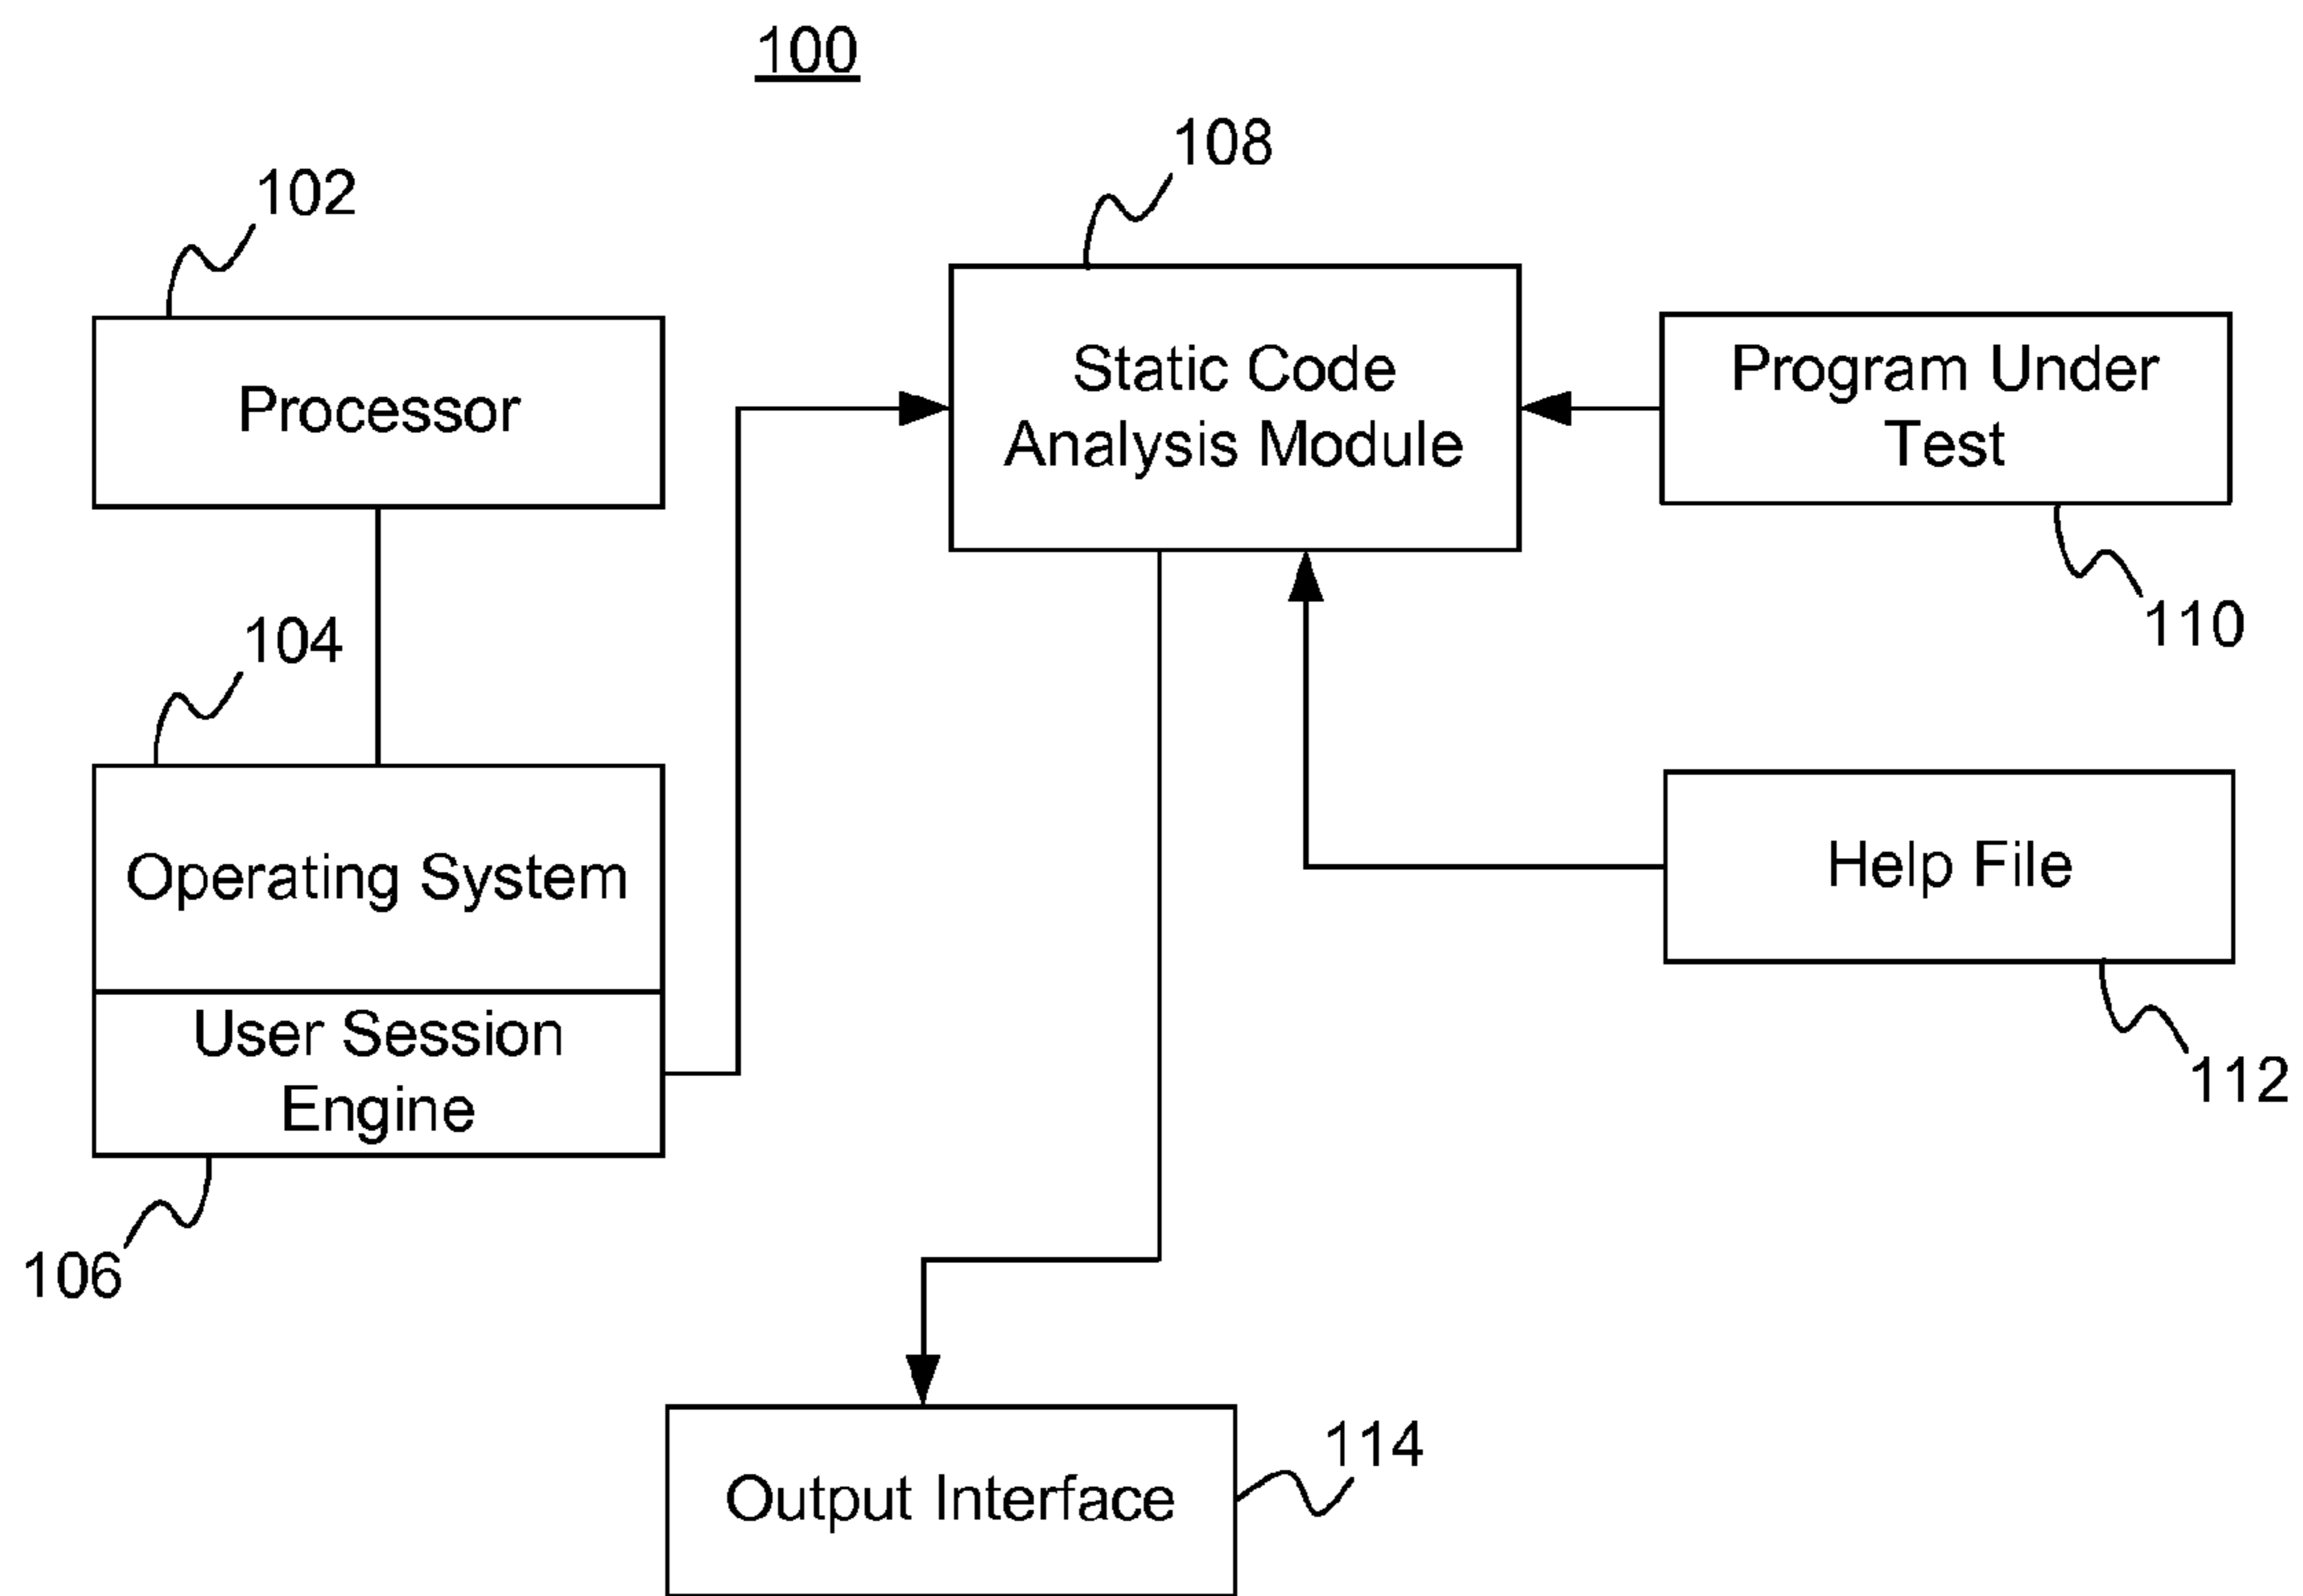 100
108
102
Static Code
Analysis Module
Program Under
Test
Processor
110
104
Operating System
Help File
User Session
Engine
112
106
114
Output Interface